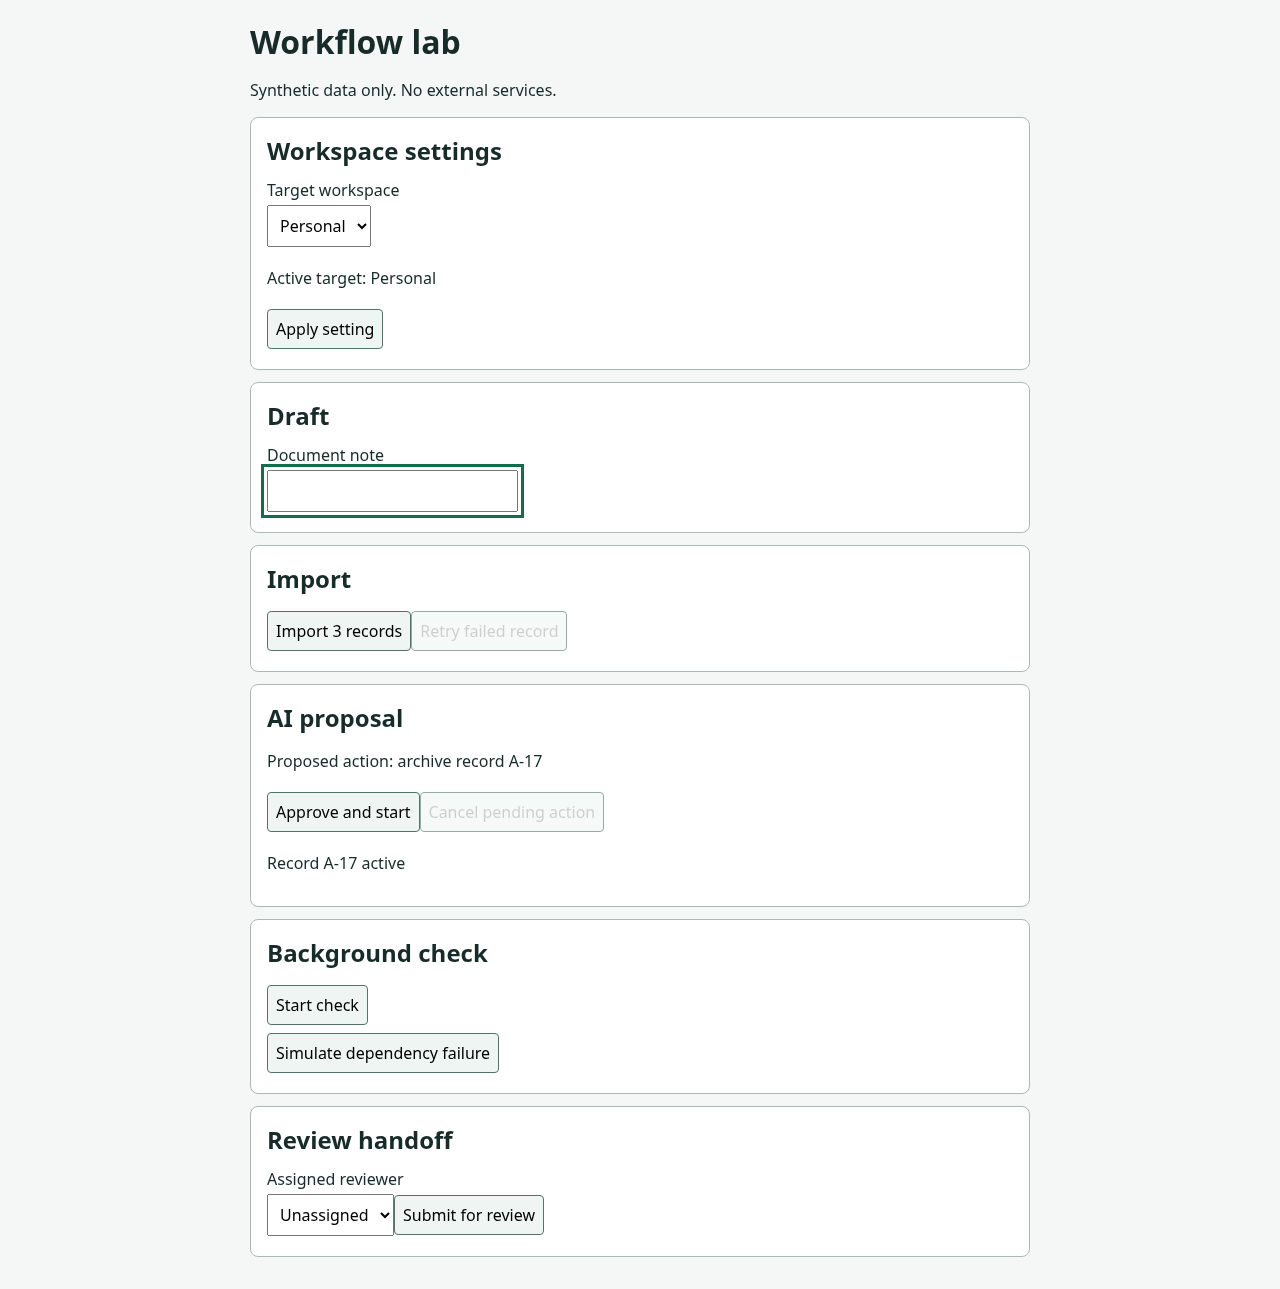 Workflow lab
Synthetic data only. No external services.
Workspace settings
Target workspace
Personal
Active target: Personal
Apply setting
Draft
Document note
Import
Import 3 records Retry failed record
AI proposal
Proposed action: archive record A-17
Approve and start Cancel pending action
Record A-17 active
Background check
Start check
Simulate dependency failure
Review handoff
Assigned reviewer
Unassigned Submit for review